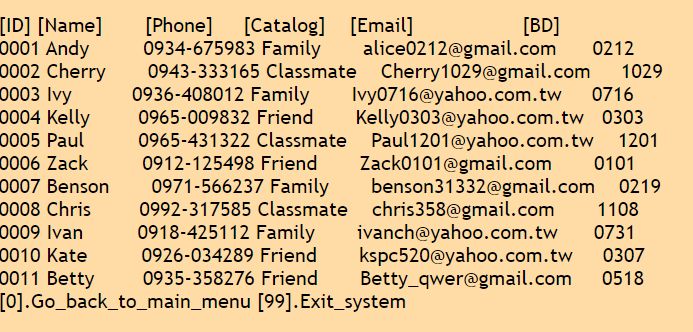 [ID] [Name] [Phone] [Catalog] [Email] [BD]
0001 Andy 0934-675983 Family alice0212@gmail.com 0212
0002 Cherry 0943-333165 Classmate Cherry1029@gmail.com 1029
0003 Ivy 0936-408012 Family Ivy0716@yahoo.com.tw 0716
0004 Kelly 0965-009832 Friend Kelly0303@yahoo.com.tw 0303
0005 Paul 0965-431322 Classmate Paul1201@yahoo.com.tw 1201
0006 Zack 0912-125498 Friend Zack0101@gmail.com 0101
0007 Benson 0971-566237 Family benson31332@gmail.com 0219
0008 Chris 0992-317585 Classmate chris358@gmail.com 1108
0009 Ivan 0918-425112 Family ivanch@yahoo.com.tw 0731
0010 Kate 0926-034289 Friend kspc520@yahoo.com.tw 0307
0011 Betty 0935-358276 Friend Betty_qwer@gmail.com 0518
[0].Go_back_to_main_menu [99].Exit_system